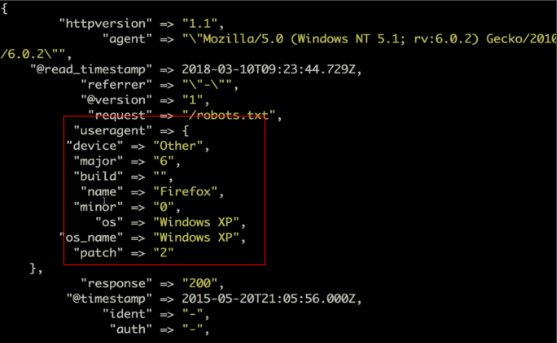 {
"httpversion" => "1.1",
"agent" => "\"Mozilla/5.0 (Windows NT 5.1; rv:6.0.2) Gecko/2010
/6.0.2\"",
"@read_timestamp" => 2018-03-10T09:23:44.729Z,
"referrer" => "\"-\"",
"@version" => "1",
"request" => "/robots.txt",
"useragent" => {
"device" => "Other",
"major" => "6",
"build" => "",
"name" => "Firefox",
"minor" => "0",
"os" => "Windows XP",
"os_name" => "Windows XP",
"patch" => "2"
},
"response" => "200",
"@timestamp" => 2015-05-20T21:05:56.000Z,
"ident" => "-",
"auth" => "-",